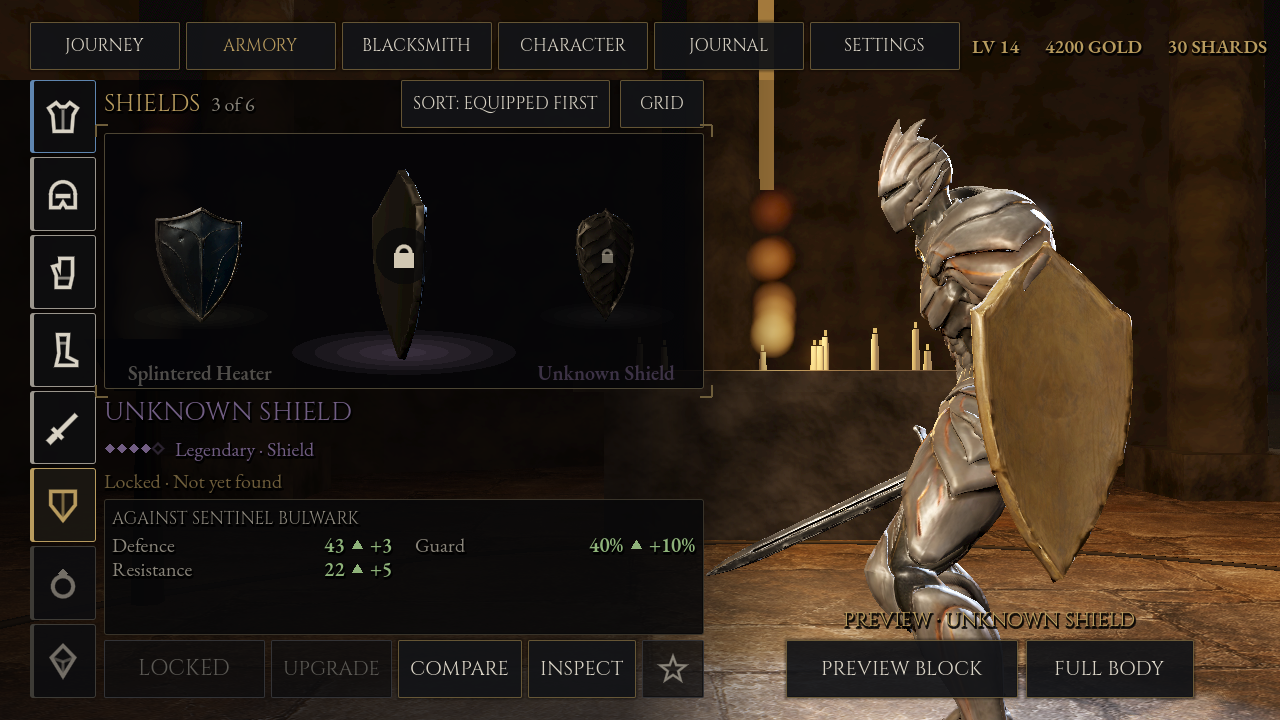 JOURNEY
ARMORY
BLACKSMITH
CHARACTER
JOURNAL
SETTINGS
LV 14
4200 GOLD
30 SHARDS
SHIELDS 3 of 6
SORT: EQUIPPED FIRST
GRID
Splintered Heater
Unknown Shield
UNKNOWN SHIELD
Legendary · Shield
Locked · Not yet found
AGAINST SENTINEL BULWARK
Defence 43 ▲ +3
Guard 40% ▲ +10%
Resistance 22 ▲ +5
PREVIEW · UNKNOWN SHIELD
LOCKED
UPGRADE
COMPARE
INSPECT
PREVIEW BLOCK
FULL BODY